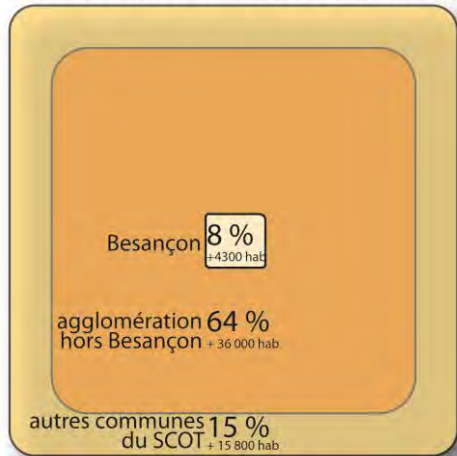 Besançon 8 %
+4300 hab
agglomération 64 %
hors Besançon + 36 000 hab
autres communes 15 %
du SCOT + 15 800 hab